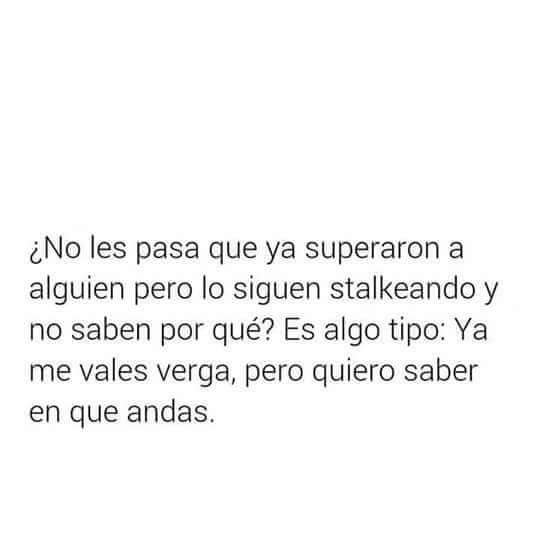 ¿No les pasa que ya superaron a
alguien pero lo siguen stalkeando y
no saben por qué? Es algo tipo: Ya
me vales verga, pero quiero saber
en que andas.